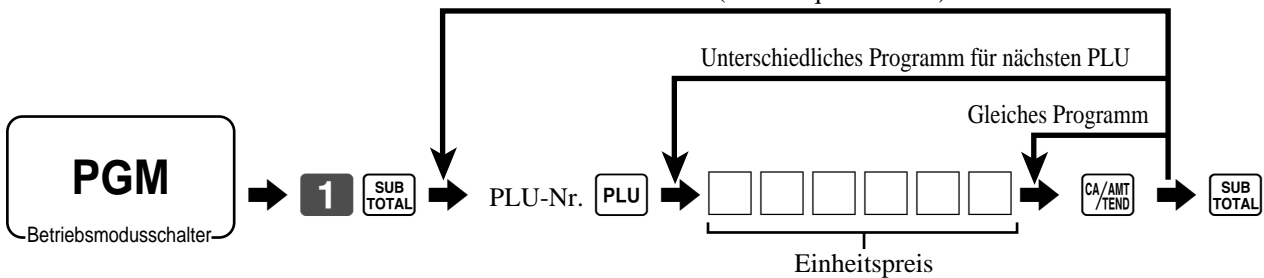 Unterschiedliches Programm für nächsten PLU
Gleiches Programm
PGM
Betriebsmodusschalter
1 SUB TOTAL PLU-Nr. PLU CA/AMT TEND SUB TOTAL
Einheitspreis